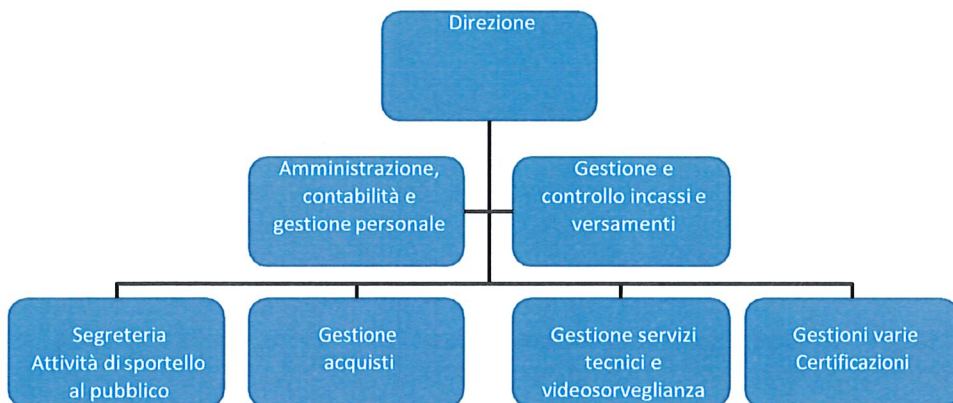 Direzione
Amministrazione,
contabilità e
gestione personale
Gestione e
controllo incassi e
versamenti
Segreteria
Attività di sportello
al pubblico
Gestione
acquisti
Gestione servizi
tecnici e
videosorveglianza
Gestioni varie
Certificazioni